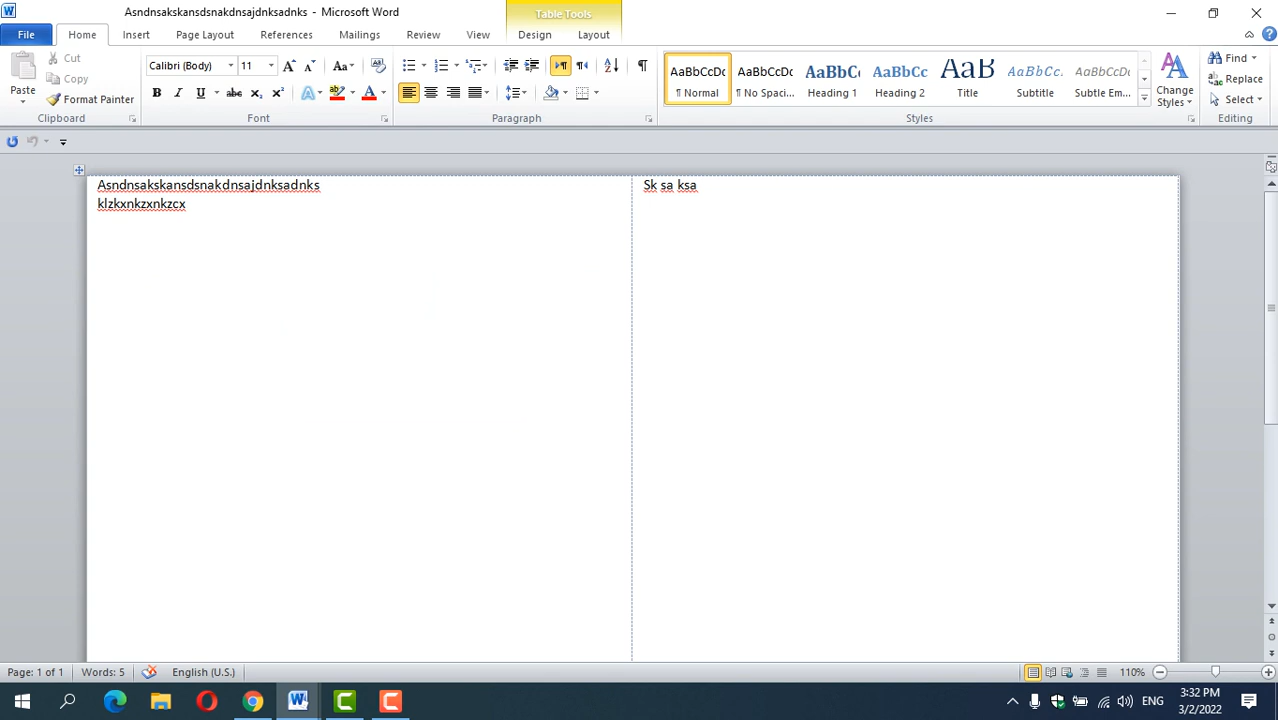 Asndnsakskansdsnakdnsajdnksadnks - Microsoft Word
Table Tools
File Home Insert Page Layout References Mailings Review View Design Layout
Paste
Cut
Copy
Format Painter
Clipboard
Calibri (Body) 11
Font
Paragraph
AaBbCcDc AaBbCcDc AaBbC AaBbCc AaB AaBbCc. AaBbCcDc
¶ Normal ¶ No Spaci... Heading 1 Heading 2 Title Subtitle Subtle Em...
Change
Styles
Styles
Find
Replace
Select
Editing
Asndnsakskansdsnakdnsajdnksadnks
klzkxnkzxnkzcx
Sk sa ksa
Page: 1 of 1 Words: 5 English (U.S.) 110%
ENG
3:32 PM
3/2/2022